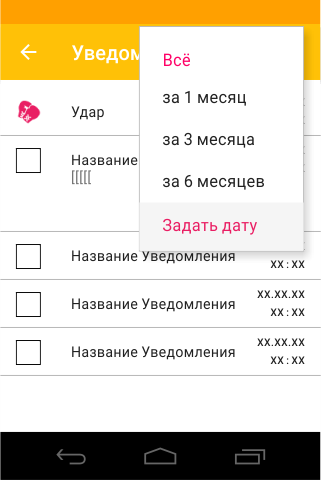 Уведом
Всё
за 1 месяц
за 3 месяца
за 6 месяцев
Задать дату
Удар
Название
[[[[[
Название Уведомления
xx:xx
Название Уведомления
xx.xx.xx
xx:xx
Название Уведомления
xx.xx.xx
xx:xx